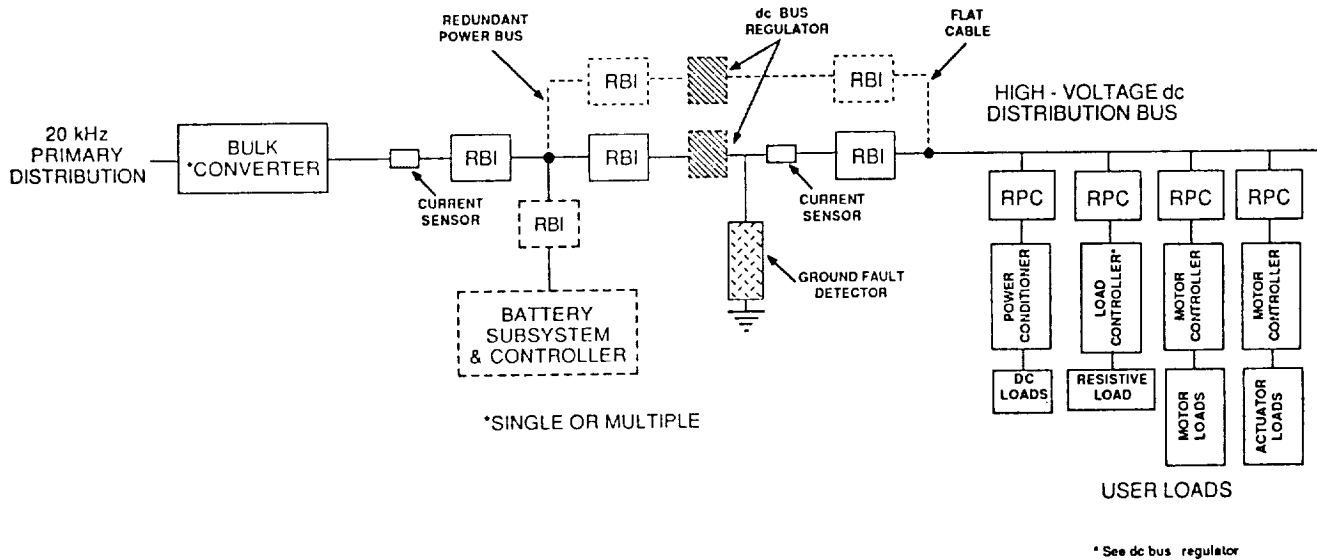 REDUNDANT
POWER BUS
dc BUS
REGULATOR
FLAT
CABLE
RBI
RBI
HIGH - VOLTAGE dc
DISTRIBUTION BUS
20 kHz
PRIMARY
DISTRIBUTION
BULK
*CONVERTER
CURRENT
SENSOR
RBI
RBI
CURRENT
SENSOR
RBI
RBI
BATTERY
SUBSYSTEM
& CONTROLLER
GROUND FAULT
DETECTOR
*SINGLE OR MULTIPLE
RPC
RPC
RPC
RPC
POWER
CONDITIONER
LOAD
CONTROLLER*
MOTOR
CONTROLLER
MOTOR
CONTROLLER
DC
LOADS
RESISTIVE
LOAD
MOTOR
LOADS
ACTUATOR
LOADS
USER LOADS
* See dc bus regulator